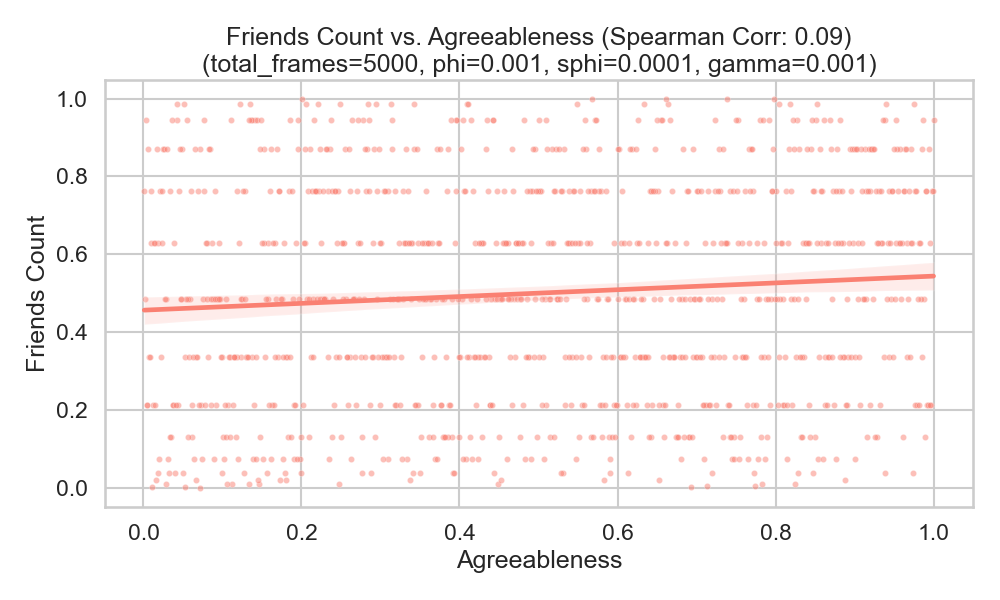 Friends Count vs. Agreeableness (Spearman Corr: 0.09)
(total_frames=5000, phi=0.001, sphi=0.0001, gamma=0.001)
1.0
0.8
0.6
0.4
0.2
0.0
Friends Count
0.0 0.2 0.4 0.6 0.8 1.0
Agreeableness